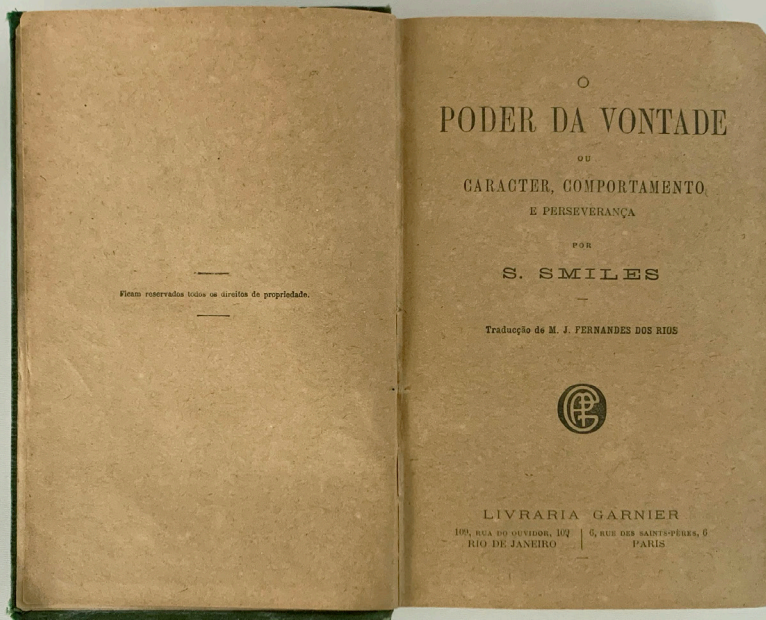 Ficam reservados todos os direitos de propriedade.
O
PODER DA VONTADE
OU
CARACTER, COMPORTAMENTO
E PERSEVERANÇA
POR
S. SMILES
Traducção de M. J. FERNANDES DOS RIOS
LIVRARIA GARNIER
109, RUA DO OUVIDOR, 109 | 6, RUE DES SAINTS-PÈRES, 6
RIO DE JANEIRO | PARIS